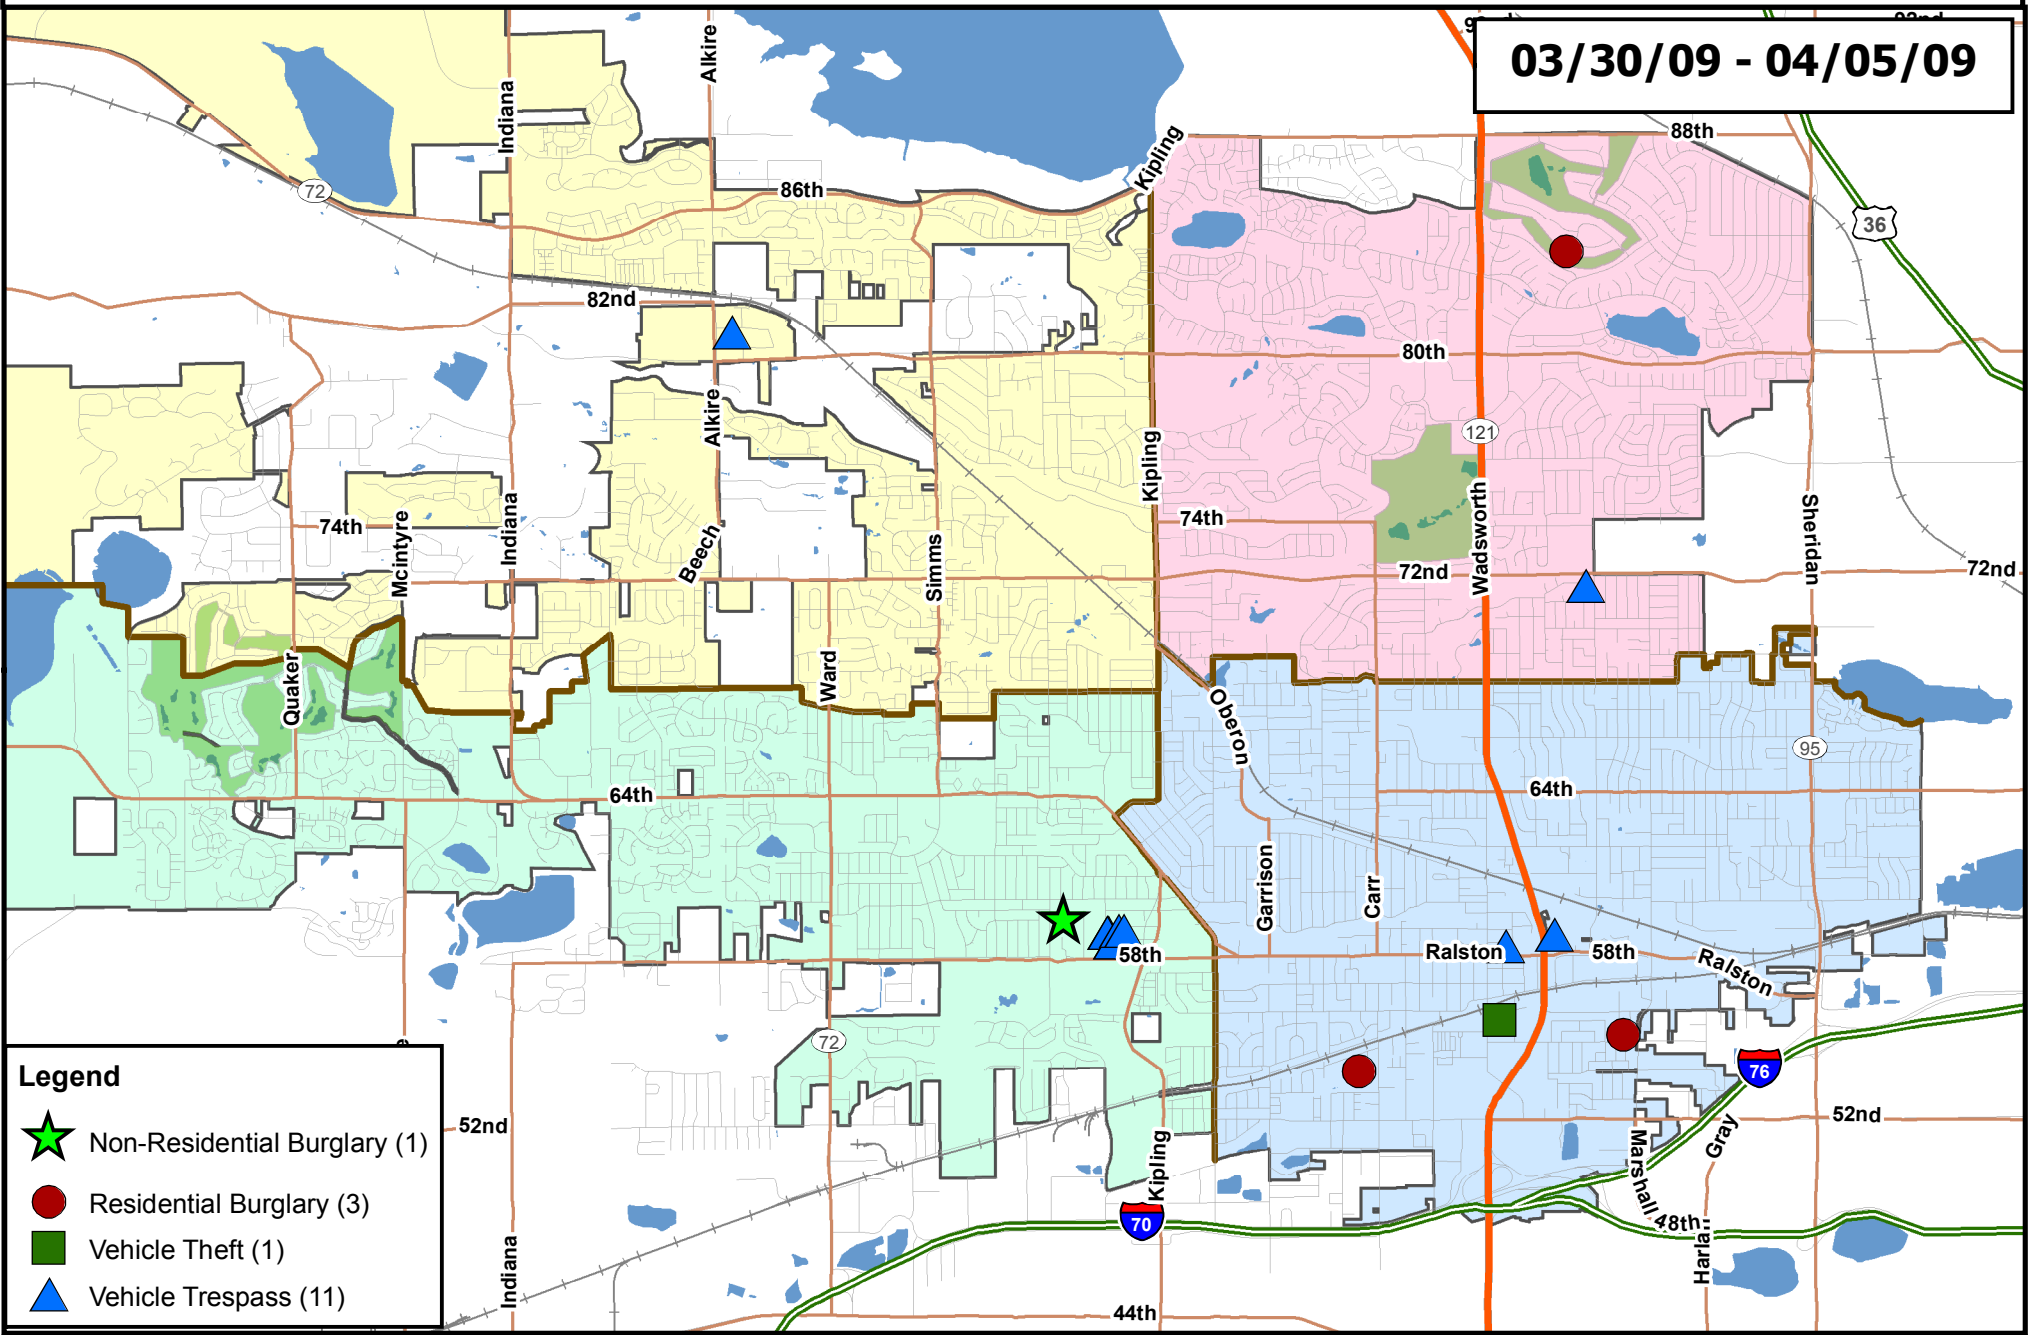 03/30/09 - 04/05/09
Alkire
Indiana
Kipling
88th
72
86th
36
82nd
80th
Alkire
Kipling
121
74th
Mcintyre
Indiana
Beech
Simms
74th
Wadsworth
Sheridan
72nd
72nd
Quaker
Ward
Oberon
95
64th
64th
Garrison
Carr
58th
Ralston
58th
Ralston
72
76
Legend
Non-Residential Burglary (1)
Residential Burglary (3)
Vehicle Theft (1)
Vehicle Trespass (11)
52nd
52nd
Gray
Marshall
Kipling
70
48th
Harlan
Indiana
44th